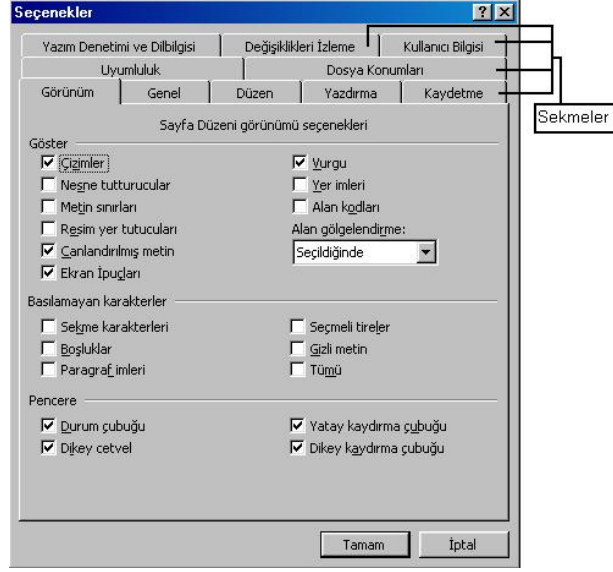 Seçenekler
Yazım Denetimi ve Dilbilgisi Değişiklikleri İzleme Kullanıcı Bilgisi
Uyumluluk Dosya Konumları
Görünüm Genel Düzen Yazdırma Kaydetme
Sekmeler
Sayfa Düzeni görünümü seçenekleri
Göster
Çizimler Vurgu
Nesne tutturucular Yer imleri
Metin sınırları Alan kodları
Resim yer tutucuları Alan gölgelendirme:
Canlandırılmış metin Seçildiğinde
Ekran İpuçları
Basılamayan karakterler
Sekme karakterleri Seçmeli tireler
Boşluklar Gizli metin
Paragraf imleri Tümü
Pencere
Durum çubuğu Yatay kaydırma çubuğu
Dikey cetvel Dikey kaydırma çubuğu
Tamam İptal